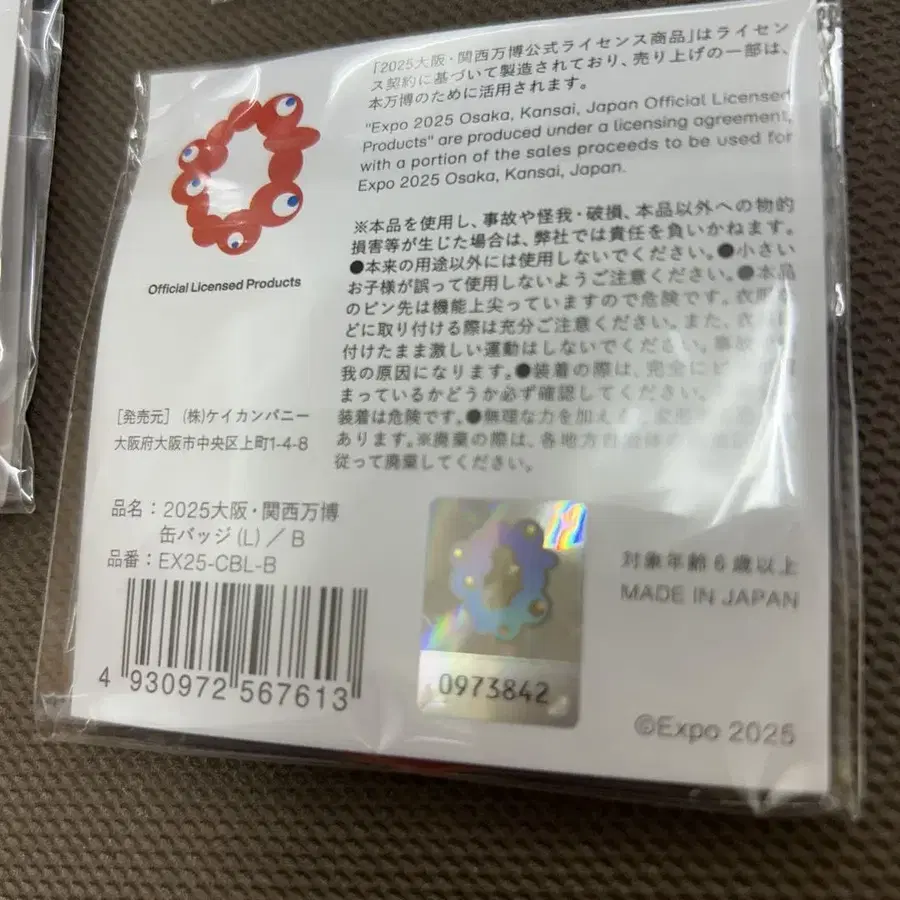 「2025大阪・関西万博公式ライセンス商品」はライセン
ス契約に基づいて製造されており、売り上げの一部は、
本万博のために活用されます。
"Expo 2025 Osaka, Kansai, Japan Official Licensed
Products" are produced under a licensing agreement,
with a portion of the sales proceeds to be used for
Expo 2025 Osaka, Kansai, Japan.
Official Licensed Products
※本品を使用し、事故や怪我・破損、本品以外への物的
損害等が生じた場合は、弊社では責任を負いかねます。
●本来の用途以外には使用しないでください。●小さい
お子様が誤って使用しないようご注意ください。●本品
のピン先は機能上尖っていますので危険です。衣服
どに取り付ける際は充分ご注意ください。また、衣
付けたまま激しい運動はしないでください。事故
我の原因になります。●装着の際は、完全にピ
まっているかどうか必ず確認してください。
装着は危険です。●無理な力を加える
あります。※廃棄の際は、各地方自治体
従って廃棄してください。
［発売元］(株)ケイカンパニー
大阪府大阪市中央区上町1-4-8
品名：2025大阪・関西万博
缶バッジ(L)／B
品番：EX25-CBL-B
4 930972 567613
0973842
対象年齢6歳以上
MADE IN JAPAN
©Expo 2025